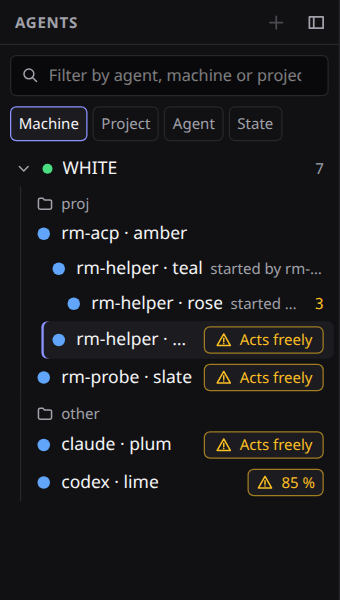 AGENTS
Filter by agent, machine or projec
Machine Project Agent State
WHITE 7
proj
rm-acp · amber
rm-helper · teal started by rm-...
rm-helper · rose started ... 3
rm-helper · ... Acts freely
rm-probe · slate Acts freely
other
claude · plum Acts freely
codex · lime 85 %